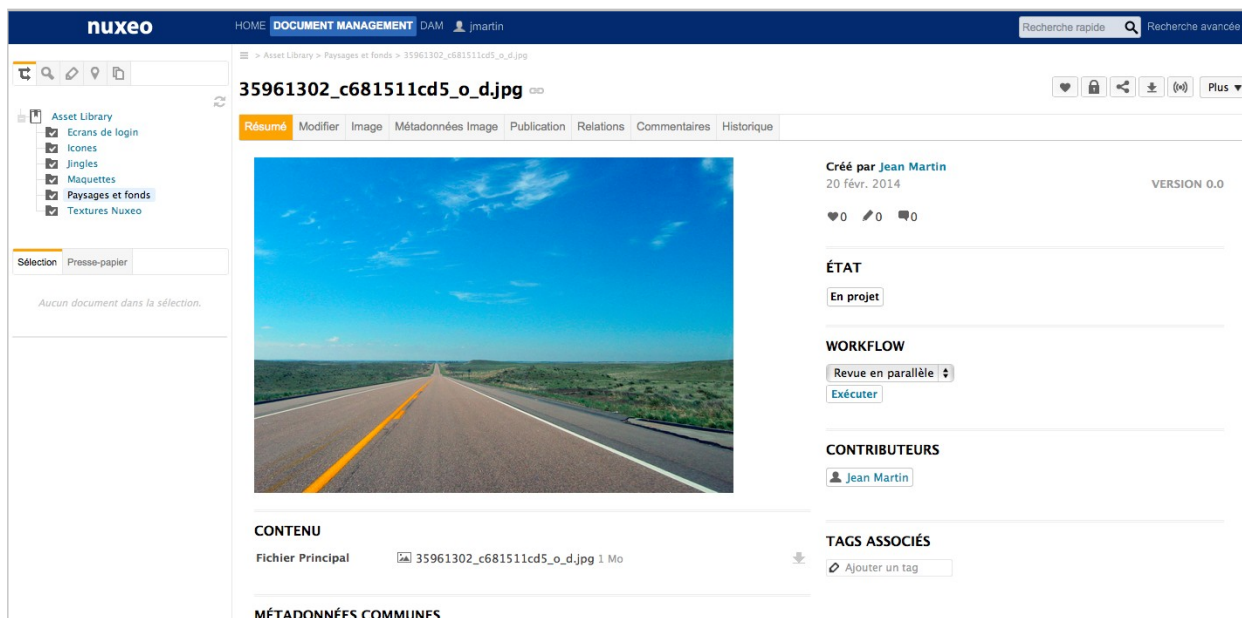 nuxeo
HOME DOCUMENT MANAGEMENT DAM jmartin
Recherche rapide Recherche avancée
> Asset Library > Paysages et fonds > 35961302_c681511cd5_o_d.jpg
35961302_c681511cd5_o_d.jpg
Plus
Asset Library
Ecrans de login
Icones
Jingles
Maquettes
Paysages et fonds
Textures Nuxeo
Sélection Presse-papier
Aucun document dans la sélection.
Résumé Modifier Image Métadonnées Image Publication Relations Commentaires Historique
Créé par Jean Martin
20 févr. 2014 VERSION 0.0
0 0 0
ÉTAT
En projet
WORKFLOW
Revue en parallèle
Exécuter
CONTRIBUTEURS
Jean Martin
TAGS ASSOCIÉS
Ajouter un tag
CONTENU
Fichier Principal 35961302_c681511cd5_o_d.jpg 1 Mo
MÉTADONNÉES COMMUNES